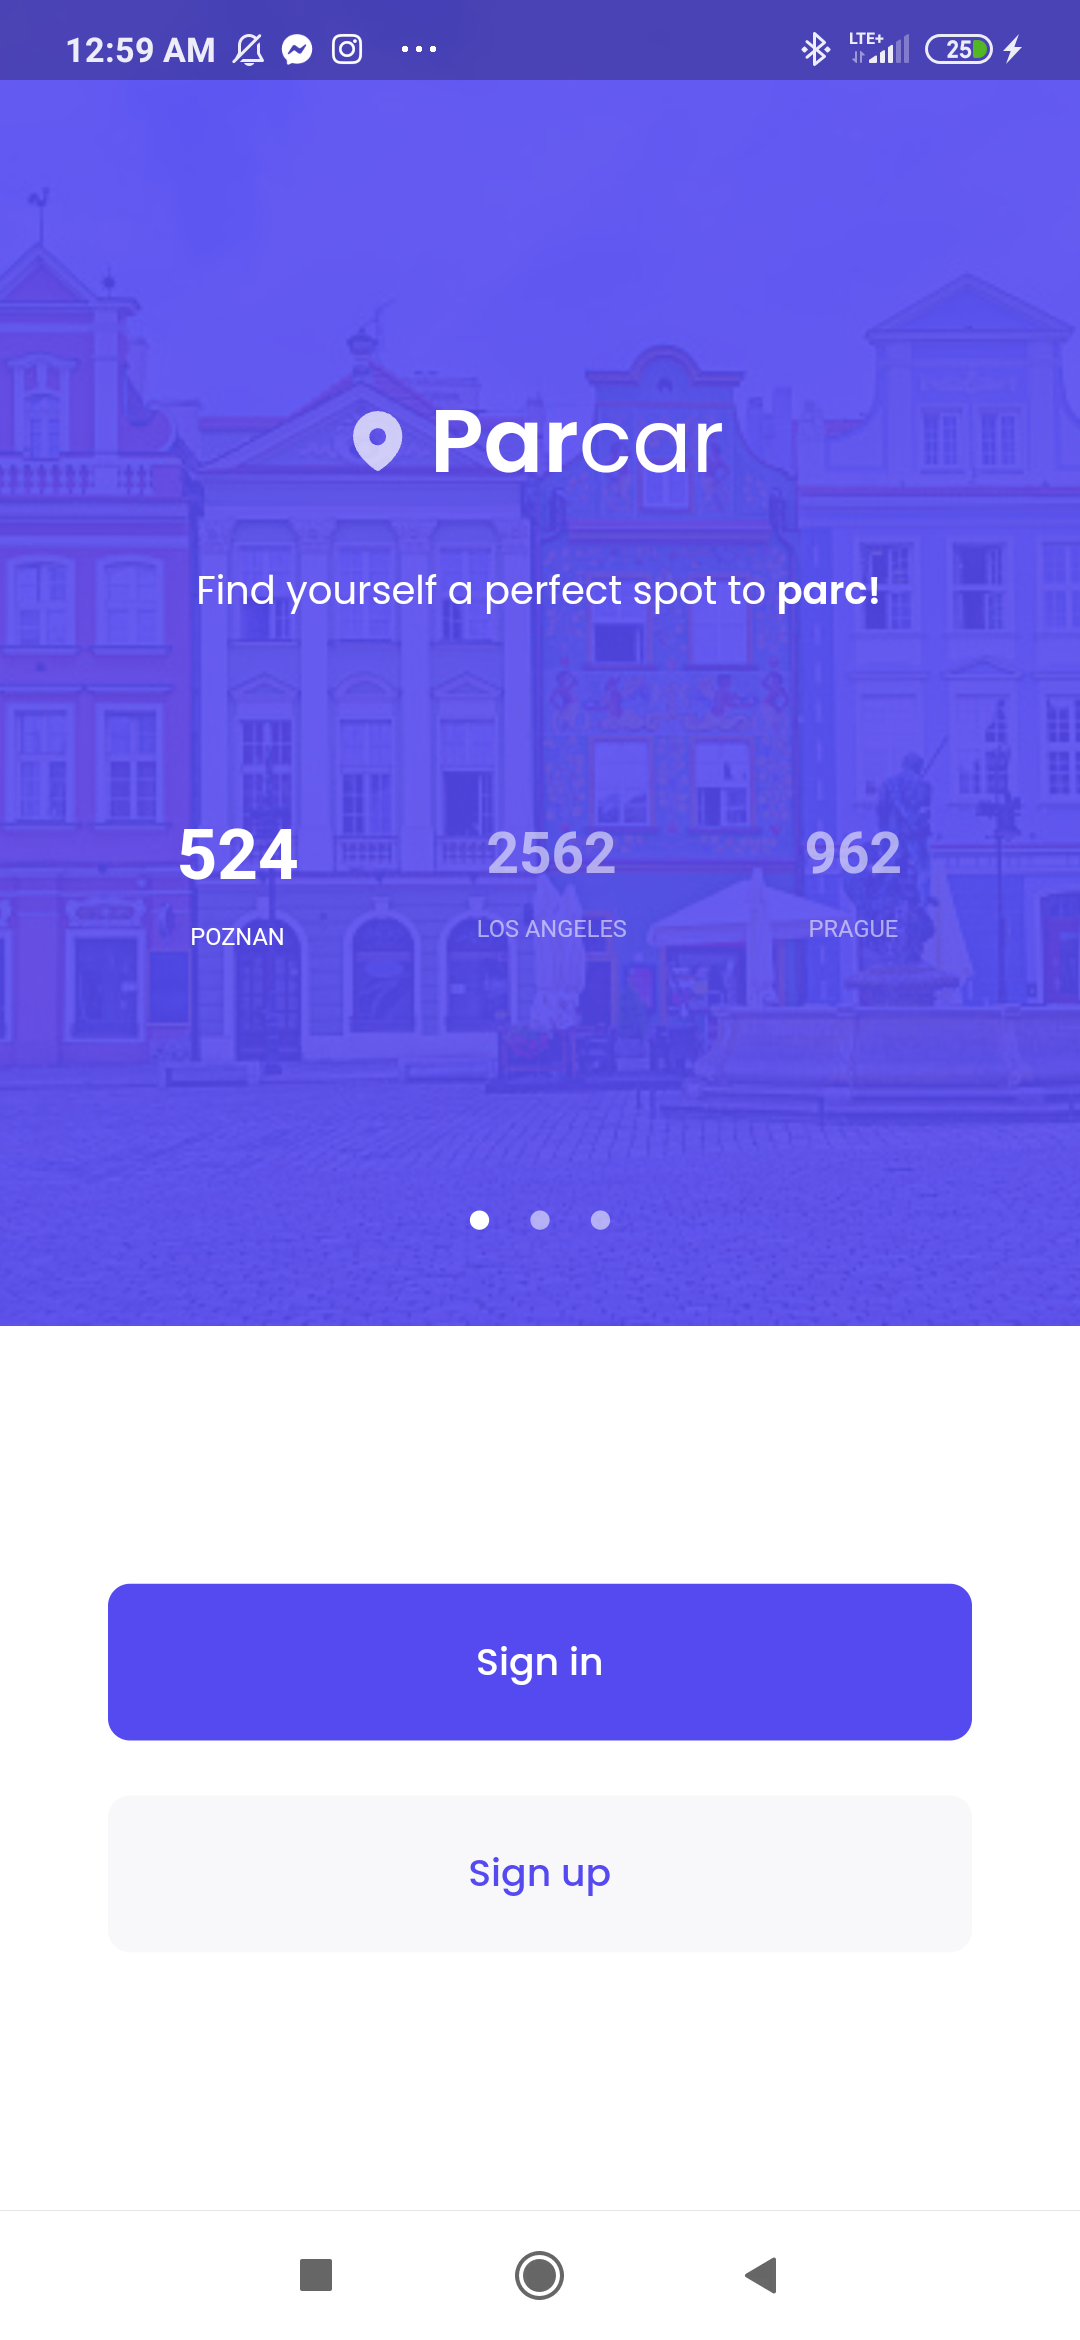 12:59 AM LTE+ 25
Parcar
Find yourself a perfect spot to parc!
524 2562 962
POZNAN LOS ANGELES PRAGUE
Sign in
Sign up